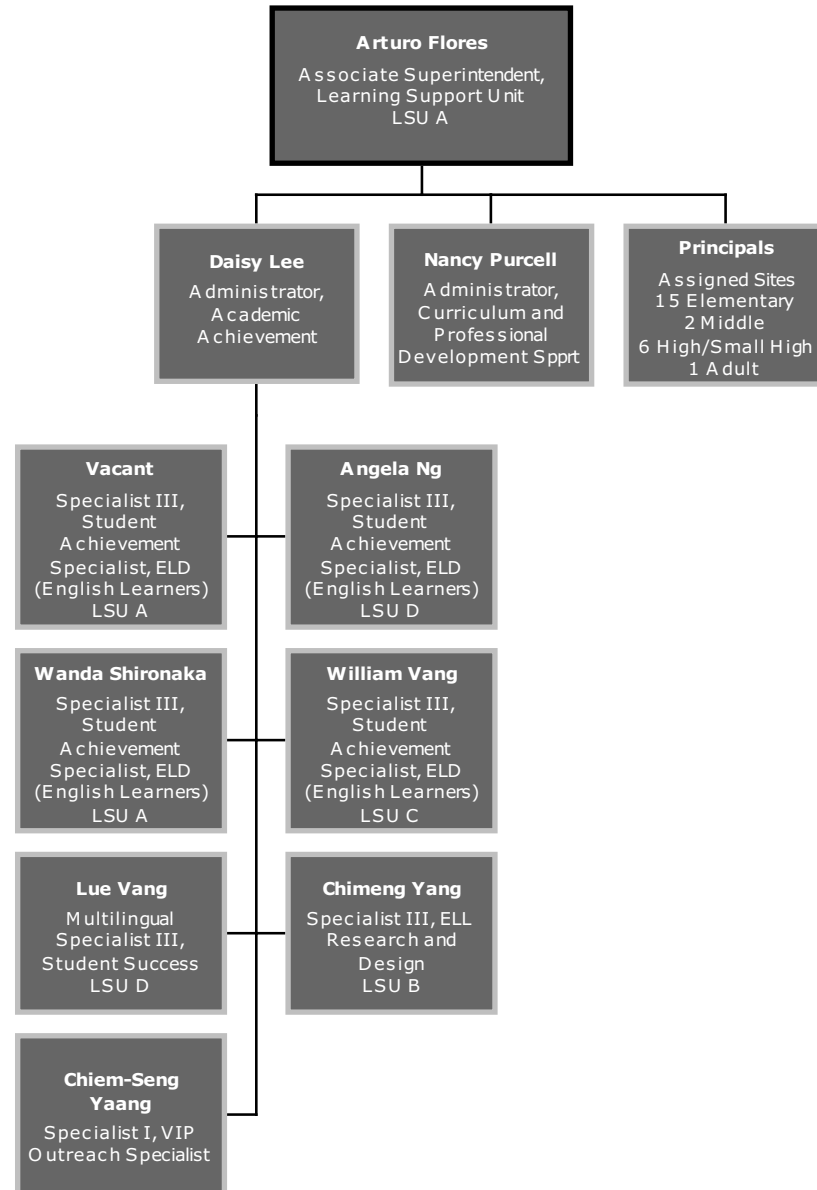 Arturo Flores
Associate Superintendent,
Learning Support Unit
LSU A
Daisy Lee
Administrator,
Academic
Achievement
Nancy Purcell
Administrator,
Curriculum and
Professional
Development Spprt
Principals
Assigned Sites
15 Elementary
2 Middle
6 High/Small High
1 Adult
Vacant
Specialist III,
Student
Achievement
Specialist, ELD
(English Learners)
LSU A
Angela Ng
Specialist III,
Student
Achievement
Specialist, ELD
(English Learners)
LSU D
Wanda Shironaka
Specialist III,
Student
Achievement
Specialist, ELD
(English Learners)
LSU A
William Vang
Specialist III,
Student
Achievement
Specialist, ELD
(English Learners)
LSU C
Lue Vang
Multilingual
Specialist III,
Student Success
LSU D
Chimeng Yang
Specialist III, ELL
Research and
Design
LSU B
Chiem-Seng
Yaang
Specialist I, VIP
Outreach Specialist